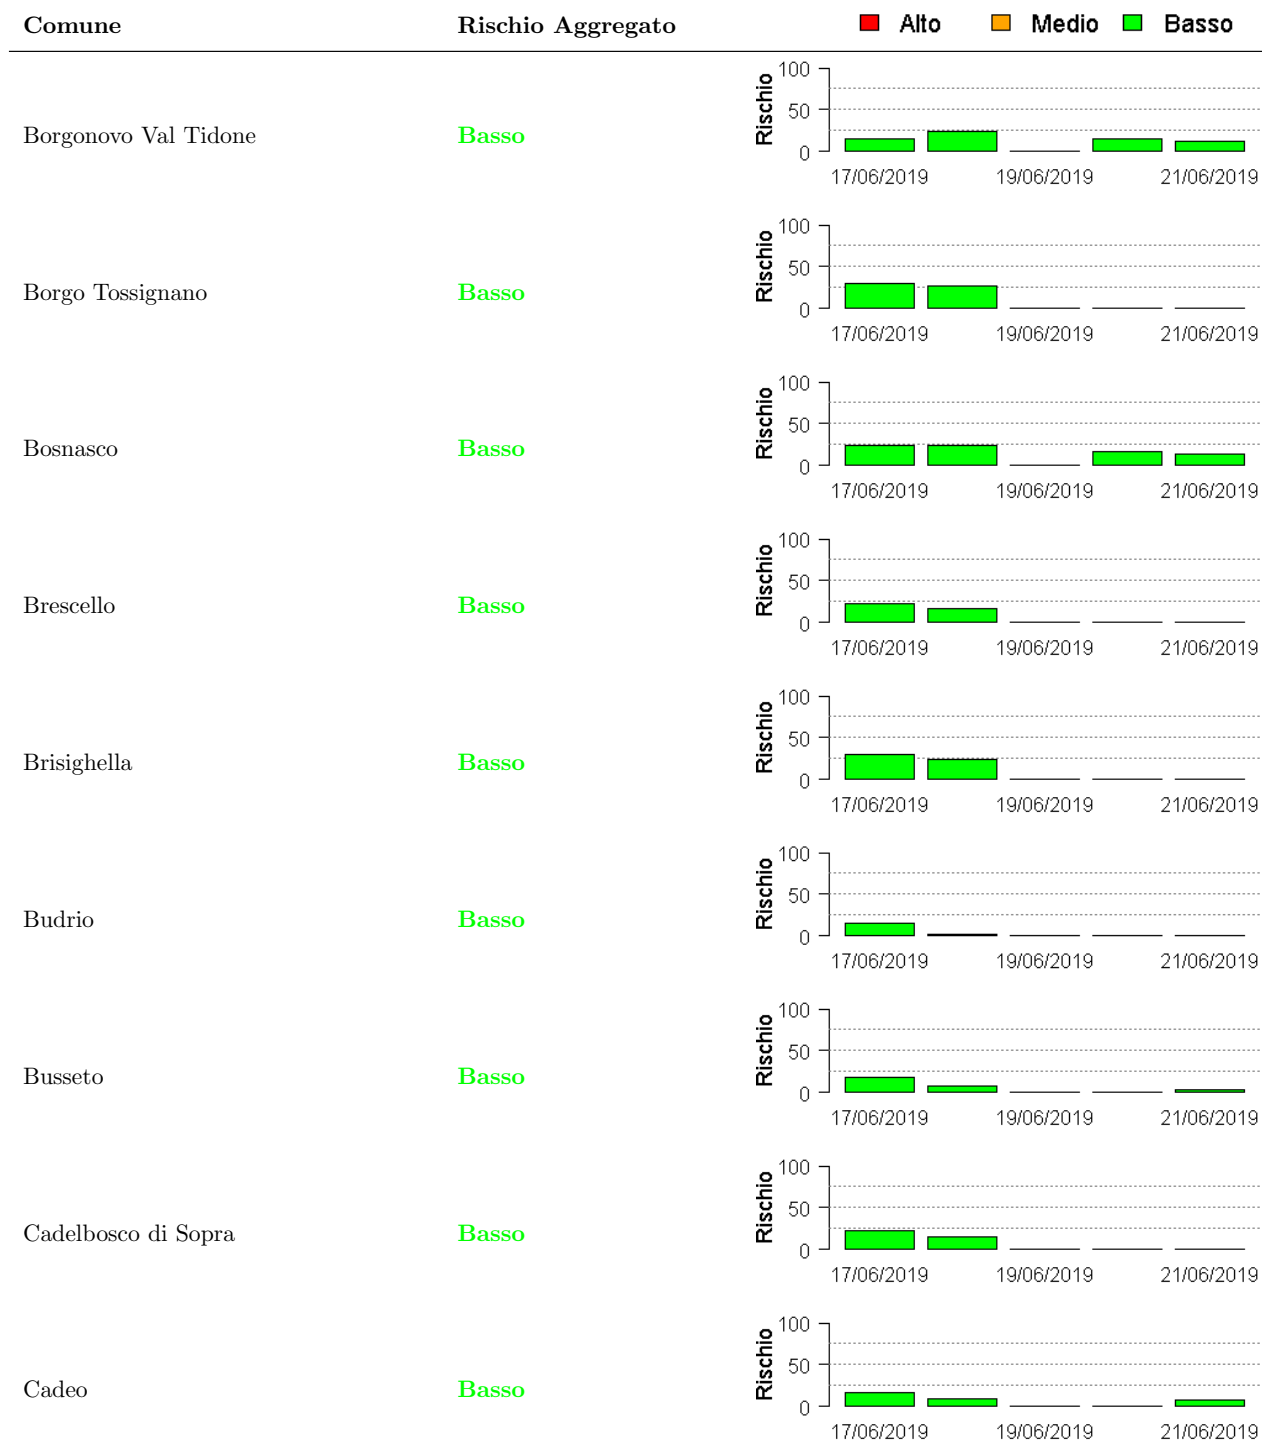 Comune Rischio Aggregato Alto Medio Basso
Borgonovo Val Tidone Basso Rischio 100 50 0
17/06/2019 19/06/2019 21/06/2019
Borgo Tossignano Basso Rischio 100 50 0
17/06/2019 19/06/2019 21/06/2019
Bosnasco Basso Rischio 100 50 0
17/06/2019 19/06/2019 21/06/2019
Brescello Basso Rischio 100 50 0
17/06/2019 19/06/2019 21/06/2019
Brisighella Basso Rischio 100 50 0
17/06/2019 19/06/2019 21/06/2019
Budrio Basso Rischio 100 50 0
17/06/2019 19/06/2019 21/06/2019
Busseto Basso Rischio 100 50 0
17/06/2019 19/06/2019 21/06/2019
Cadelbosco di Sopra Basso Rischio 100 50 0
17/06/2019 19/06/2019 21/06/2019
Cadeo Basso Rischio 100 50 0
17/06/2019 19/06/2019 21/06/2019